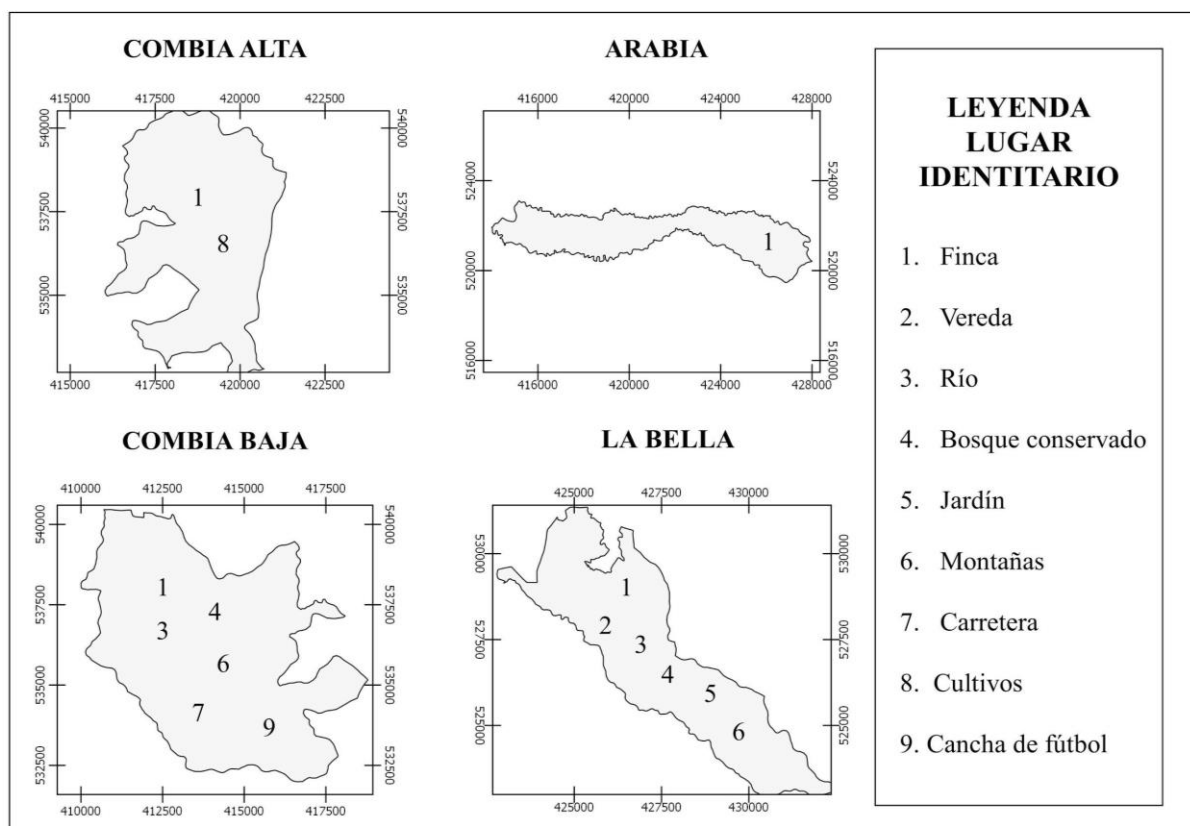 COMBIA ALTA
415000 417500 420000 422500
540000 540000
537500 537500
535000 535000
1
8
415000 417500 420000 422500
ARABIA
416000 420000 424000 428000
524000 524000
520000 520000
516000 516000
1
416000 420000 424000 428000
COMBIA BAJA
410000 412500 415000 417500
540000 540000
537500 537500
535000 535000
532500 532500
1
4
3
6
7
9
410000 412500 415000 417500
LA BELLA
425000 427500 430000
530000 530000
527500 527500
525000 525000
1
2
3
4
5
6
425000 427500 430000
LEYENDA
LUGAR
IDENTITARIO
1. Finca
2. Vereda
3. Río
4. Bosque conservado
5. Jardín
6. Montañas
7. Carretera
8. Cultivos
9. Cancha de fútbol